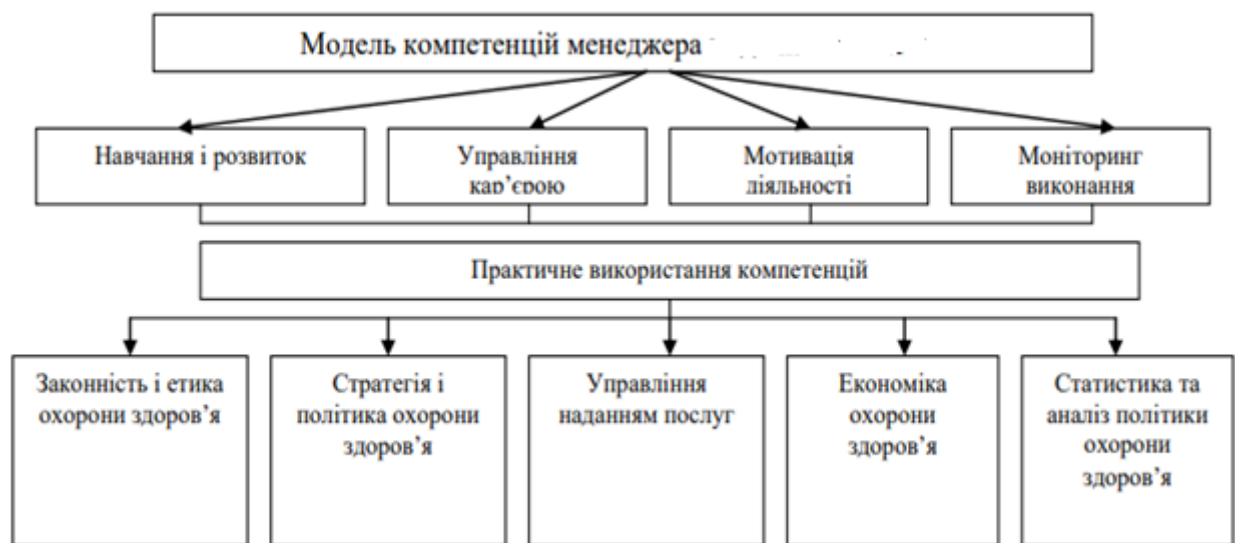 Модель компетенцій менеджера
Навчання і розвиток
Управління
кар’єрою
Мотивація
діяльності
Моніторинг
виконання
Практичне використання компетенцій
Законність і етика
охорони здоров’я
Стратегія і
політика охорони
здоров’я
Управління
наданням послуг
Економіка
охорони
здоров’я
Статистика та
аналіз політики
охорони
здоров’я